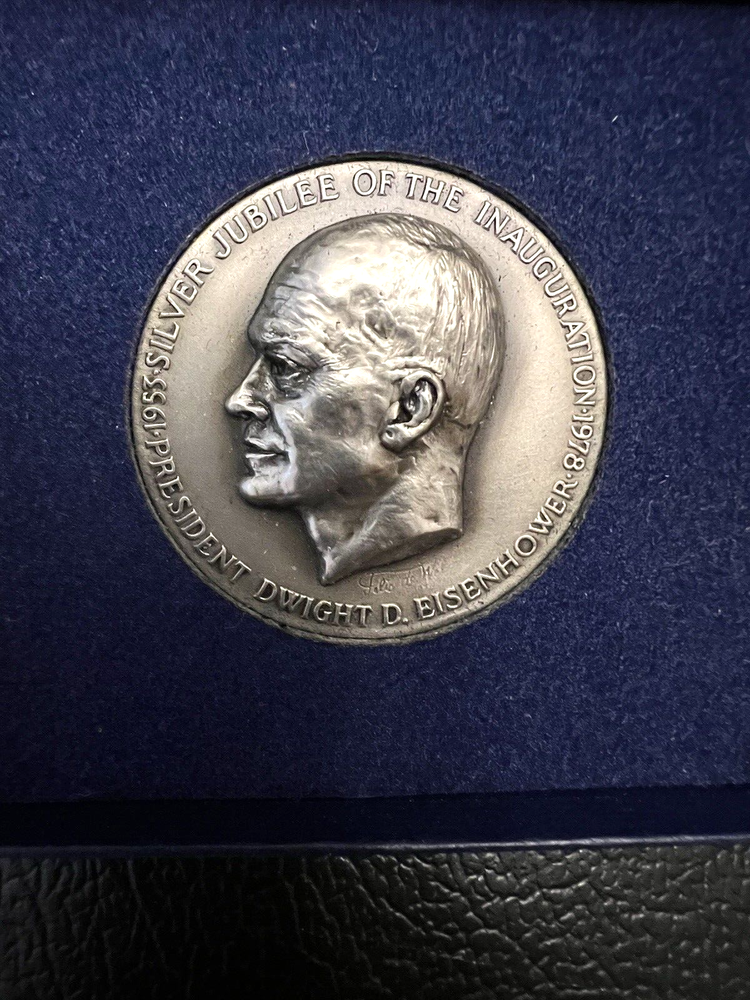 ·1953·SILVER JUBILEE OF THE INAUGURATION·1978·
PRESIDENT DWIGHT D. EISENHOWER